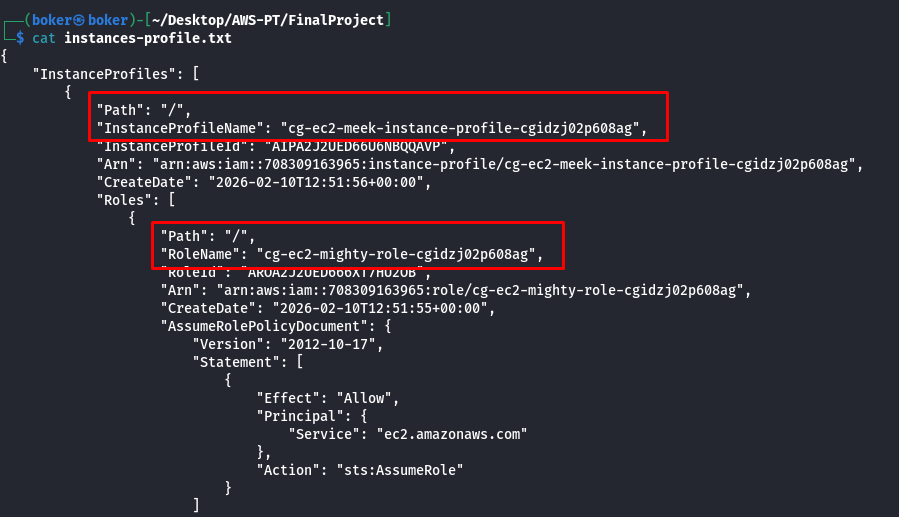 (boker㉿boker)-[~/Desktop/AWS-PT/FinalProject]
$ cat instances-profile.txt
{
"InstanceProfiles": [
{
"Path": "/",
"InstanceProfileName": "cg-ec2-meek-instance-profile-cgidzj02p608ag",
"InstanceProfileId": "AIPA2J2UED66U6NBQQAVP",
"Arn": "arn:aws:iam::708309163965:instance-profile/cg-ec2-meek-instance-profile-cgidzj02p608ag",
"CreateDate": "2026-02-10T12:51:56+00:00",
"Roles": [
{
"Path": "/",
"RoleName": "cg-ec2-mighty-role-cgidzj02p608ag",
"RoleId": "AROA2J2UED666XT7HU2OB",
"Arn": "arn:aws:iam::708309163965:role/cg-ec2-mighty-role-cgidzj02p608ag",
"CreateDate": "2026-02-10T12:51:55+00:00",
"AssumeRolePolicyDocument": {
"Version": "2012-10-17",
"Statement": [
{
"Effect": "Allow",
"Principal": {
"Service": "ec2.amazonaws.com"
},
"Action": "sts:AssumeRole"
}
]